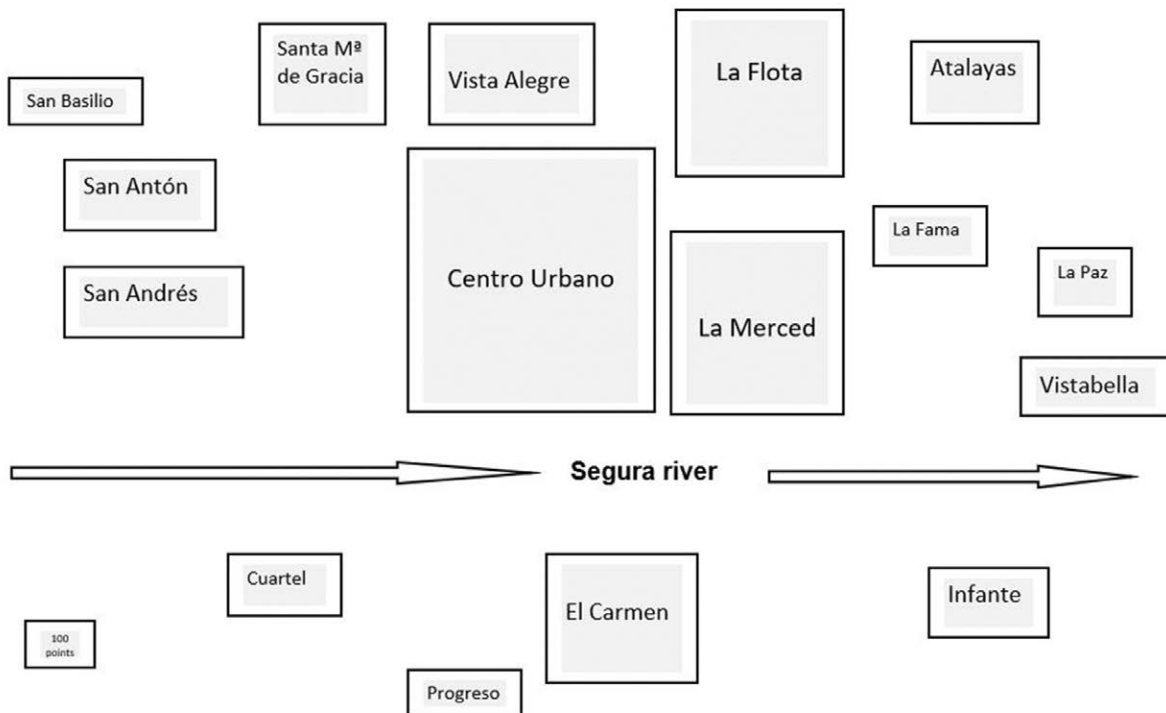 San Basilio
Santa Mª
de Gracia
Vista Alegre
La Flota
Atalayas
San Antón
San Andrés
Centro Urbano
La Merced
La Fama
La Paz
Vistabella
Segura river
Cuartel
El Carmen
Infante
100
points
Progreso